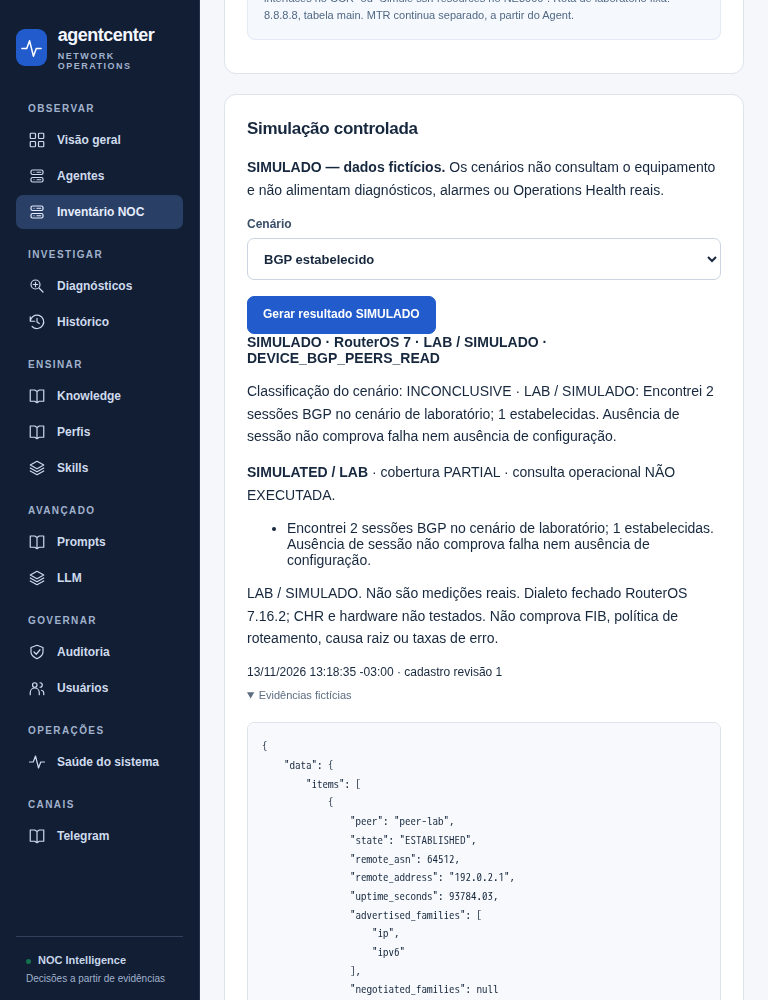 agentcenter
NETWORK
OPERATIONS
OBSERVAR
Visão geral
Agentes
Inventário NOC
INVESTIGAR
Diagnósticos
Histórico
ENSINAR
Knowledge
Perfis
Skills
AVANÇADO
Prompts
LLM
GOVERNAR
Auditoria
Usuários
OPERAÇÕES
Saúde do sistema
CANAIS
Telegram
NOC Intelligence
Decisões a partir de evidências
8.8.8.8, tabela main. MTR continua separado, a partir do Agent.
Simulação controlada
SIMULADO — dados fictícios. Os cenários não consultam o equipamento
e não alimentam diagnósticos, alarmes ou Operations Health reais.
Cenário
BGP estabelecido
Gerar resultado SIMULADO
SIMULADO · RouterOS 7 · LAB / SIMULADO ·
DEVICE_BGP_PEERS_READ
Classificação do cenário: INCONCLUSIVE · LAB / SIMULADO: Encontrei 2
sessões BGP no cenário de laboratório; 1 estabelecidas. Ausência de
sessão não comprova falha nem ausência de configuração.
SIMULATED / LAB · cobertura PARTIAL · consulta operacional NÃO
EXECUTADA.
• Encontrei 2 sessões BGP no cenário de laboratório; 1 estabelecidas.
Ausência de sessão não comprova falha nem ausência de
configuração.
LAB / SIMULADO. Não são medições reais. Dialeto fechado RouterOS
7.16.2; CHR e hardware não testados. Não comprova FIB, política de
roteamento, causa raiz ou taxas de erro.
13/11/2026 13:18:35 -03:00 · cadastro revisão 1
▼ Evidências fictícias
{
"data": {
"items": [
{
"peer": "peer-lab",
"state": "ESTABLISHED",
"remote_asn": 64512,
"remote_address": "192.0.2.1",
"uptime_seconds": 93784.03,
"advertised_families": [
"ip",
"ipv6"
],
"negotiated_families": null